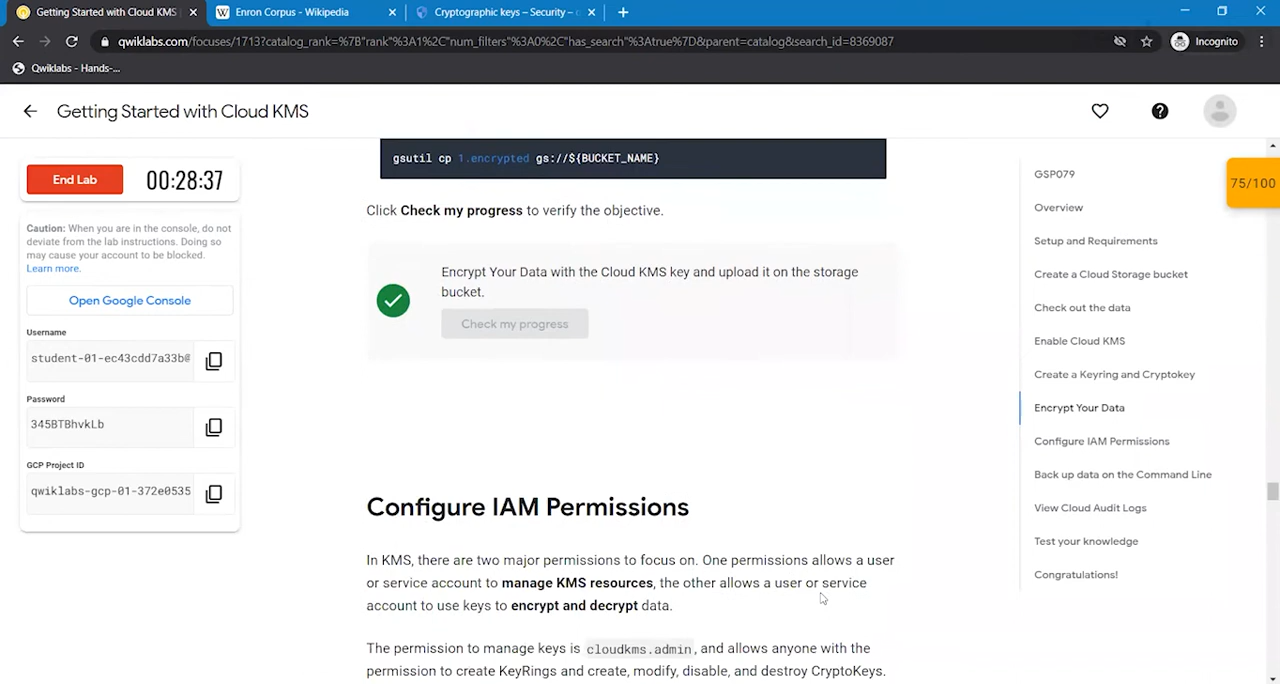 Getting Started with Cloud KMS
Enron Corpus - Wikipedia
Cryptographic keys – Security –
qwiklabs.com/focuses/1713?catalog_rank=%7B"rank"%3A1%2C"num_filters"%3A0%2C"has_search"%3Atrue%7D&parent=catalog&search_id=8369087
Incognito
Qwiklabs - Hands-...
Getting Started with Cloud KMS
End Lab
00:28:37
Caution: When you are in the console, do not
deviate from the lab instructions. Doing so
may cause your account to be blocked.
Learn more.
Open Google Console
Username
student-01-ec43cdd7a33b@
Password
345BTBhvkLb
GCP Project ID
qwiklabs-gcp-01-372e0535
gsutil cp 1.encrypted gs://${BUCKET_NAME}
Click Check my progress to verify the objective.
Encrypt Your Data with the Cloud KMS key and upload it on the storage
bucket.
Check my progress
Configure IAM Permissions
In KMS, there are two major permissions to focus on. One permissions allows a user
or service account to manage KMS resources, the other allows a user or service
account to use keys to encrypt and decrypt data.
The permission to manage keys is cloudkms.admin, and allows anyone with the
permission to create KeyRings and create, modify, disable, and destroy CryptoKeys.
GSP079
Overview
Setup and Requirements
Create a Cloud Storage bucket
Check out the data
Enable Cloud KMS
Create a Keyring and Cryptokey
Encrypt Your Data
Configure IAM Permissions
Back up data on the Command Line
View Cloud Audit Logs
Test your knowledge
Congratulations!
75/100